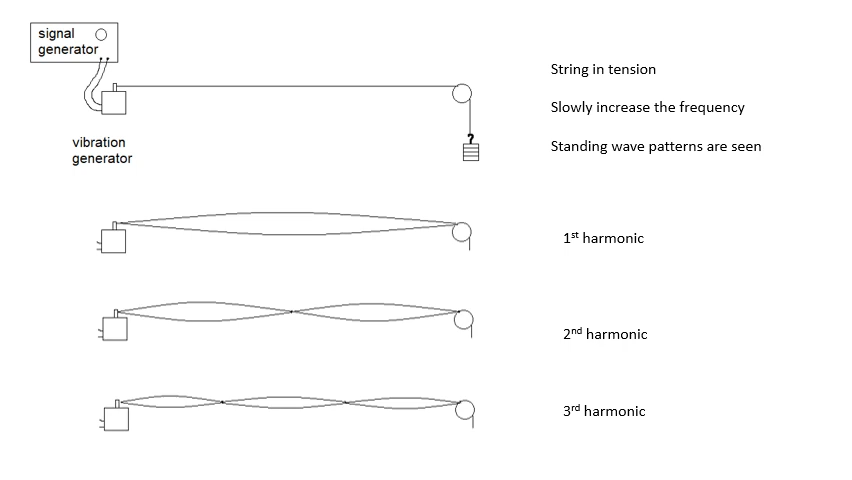 signal
generator
String in tension
Slowly increase the frequency
vibration
generator
Standing wave patterns are seen
1st harmonic
2nd harmonic
3rd harmonic